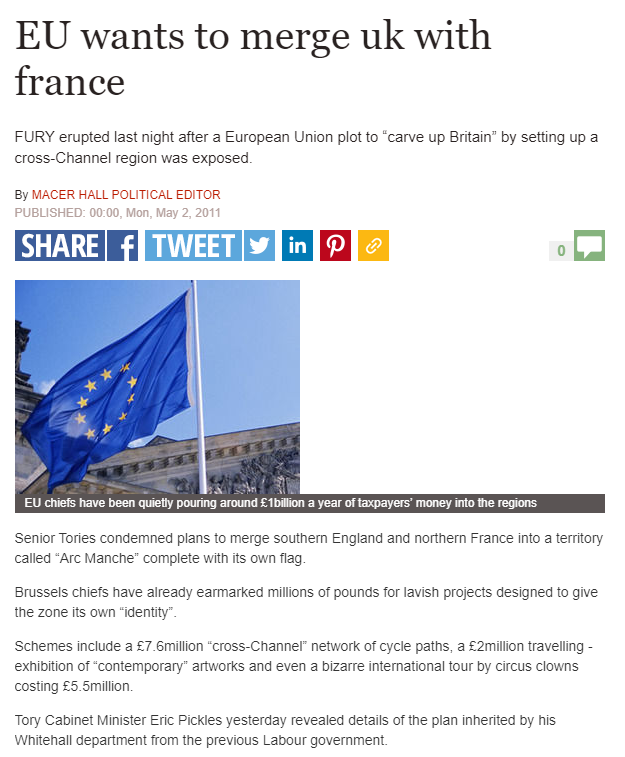 EU wants to merge uk with
france
FURY erupted last night after a European Union plot to “carve up Britain” by setting up a
cross-Channel region was exposed.
By MACER HALL POLITICAL EDITOR
PUBLISHED: 00:00, Mon, May 2, 2011
SHARE f TWEET in 0
EU chiefs have been quietly pouring around £1billion a year of taxpayers’ money into the regions
Senior Tories condemned plans to merge southern England and northern France into a territory
called “Arc Manche” complete with its own flag.
Brussels chiefs have already earmarked millions of pounds for lavish projects designed to give
the zone its own “identity”.
Schemes include a £7.6million “cross-Channel” network of cycle paths, a £2million travelling -
exhibition of “contemporary” artworks and even a bizarre international tour by circus clowns
costing £5.5million.
Tory Cabinet Minister Eric Pickles yesterday revealed details of the plan inherited by his
Whitehall department from the previous Labour government.